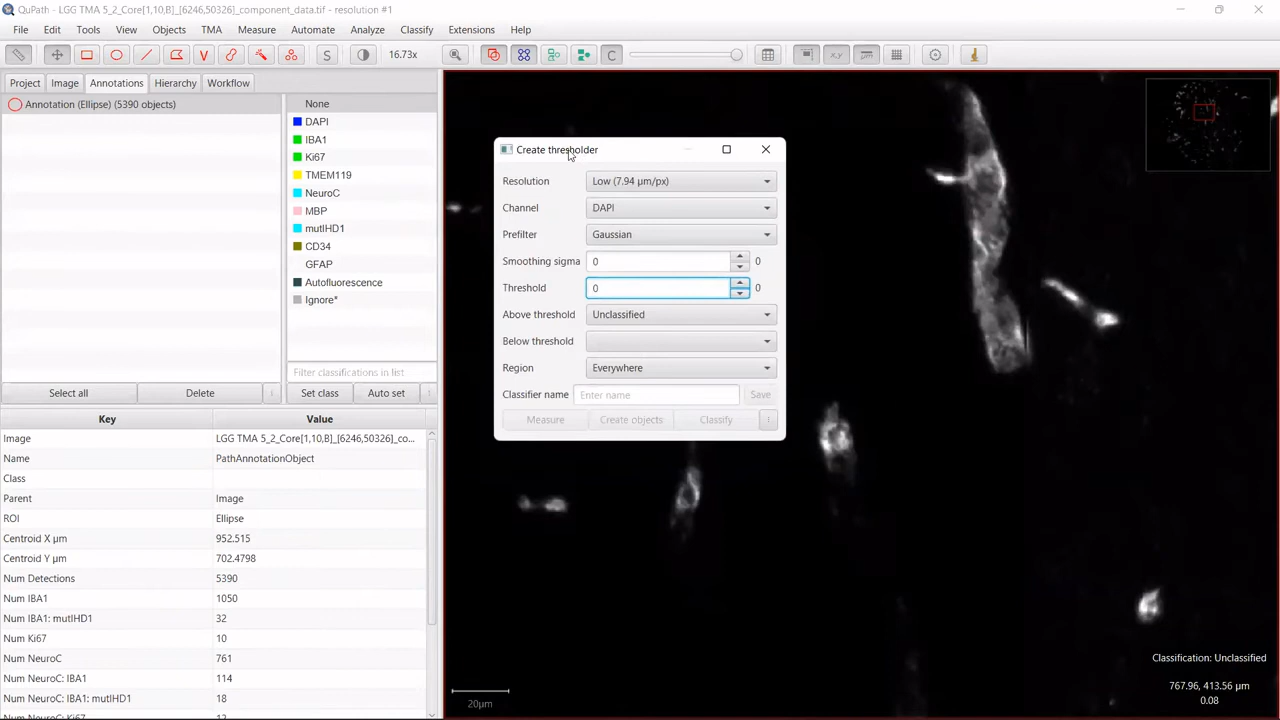 QuPath - LGG TMA 5_2_Core[1,10,B]_[6246,50326]_component_data.tif - resolution #1
File Edit Tools View Objects TMA Measure Automate Analyze Classify Extensions Help
S 16.73x C x,y
Project Image Annotations Hierarchy Workflow
Annotation (Ellipse) (5390 objects)
None
DAPI
IBA1
Ki67
TMEM119
NeuroC
MBP
mutIHD1
CD34
GFAP
Autofluorescence
Ignore*
Filter classifications in list
Select all Delete Set class Auto set
Key Value
Image LGG TMA 5_2_Core[1,10,B]_[6246,50326]_co...
Name PathAnnotationObject
Class
Parent Image
ROI Ellipse
Centroid X µm 952.515
Centroid Y µm 702.4798
Num Detections 5390
Num IBA1 1050
Num IBA1: mutIHD1 32
Num Ki67 10
Num NeuroC 761
Num NeuroC: IBA1 114
Num NeuroC: IBA1: mutIHD1 18
Num NeuroC: Ki67 12
Create thresholder
Resolution Low (7.94 µm/px)
Channel DAPI
Prefilter Gaussian
Smoothing sigma 0 0
Threshold 0 0
Above threshold Unclassified
Below threshold
Region Everywhere
Classifier name Enter name Save
Measure Create objects Classify
20µm
Classification: Unclassified
767.96, 413.56 µm
0.08